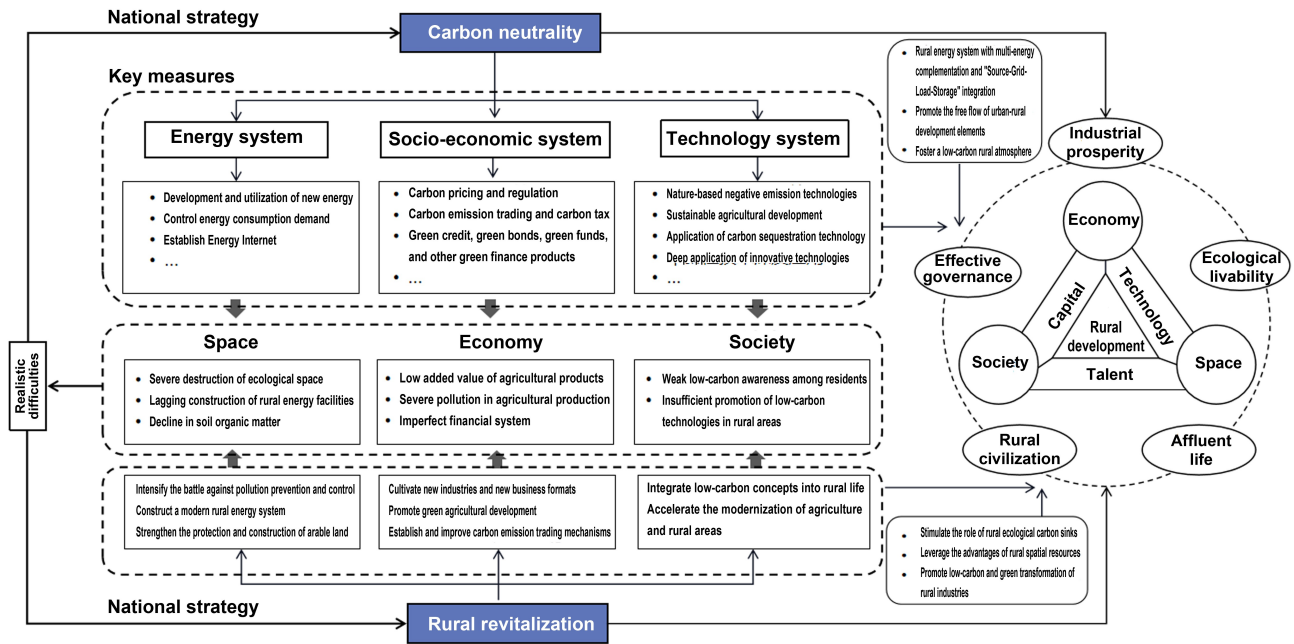 National strategy
Carbon neutrality
Key measures
Energy system
Socio-economic system
Technology system
• Development and utilization of new energy
• Control energy consumption demand
• Establish Energy Internet
• ...
• Carbon pricing and regulation
• Carbon emission trading and carbon tax
• Green credit, green bonds, green funds,
and other green finance products
• ...
• Nature-based negative emission technologies
• Sustainable agricultural development
• Application of carbon sequestration technology
• Deep application of innovative technologies
• ...
Space
Economy
Society
• Severe destruction of ecological space
• Lagging construction of rural energy facilities
• Decline in soil organic matter
• Low added value of agricultural products
• Severe pollution in agricultural production
• Imperfect financial system
• Weak low-carbon awareness among residents
• Insufficient promotion of low-carbon
technologies in rural areas
Realistic
difficulties
Intensify the battle against pollution prevention and control
Construct a modern rural energy system
Strengthen the protection and construction of arable land
Cultivate new industries and new business formats
Promote green agricultural development
Establish and improve carbon emission trading mechanisms
Integrate low-carbon concepts into rural life
Accelerate the modernization of agriculture
and rural areas
National strategy
Rural revitalization
• Rural energy system with multi-energy
complementation and "Source-Grid-
Load-Storage" integration
• Promote the free flow of urban-rural
development elements
• Foster a low-carbon rural atmosphere
Industrial
prosperity
Effective
governance
Ecological
livability
Rural
civilization
Affluent
life
Economy
Society
Space
Capital
Technology
Talent
Rural
development
• Stimulate the role of rural ecological carbon sinks
• Leverage the advantages of rural spatial resources
• Promote low-carbon and green transformation of
rural industries